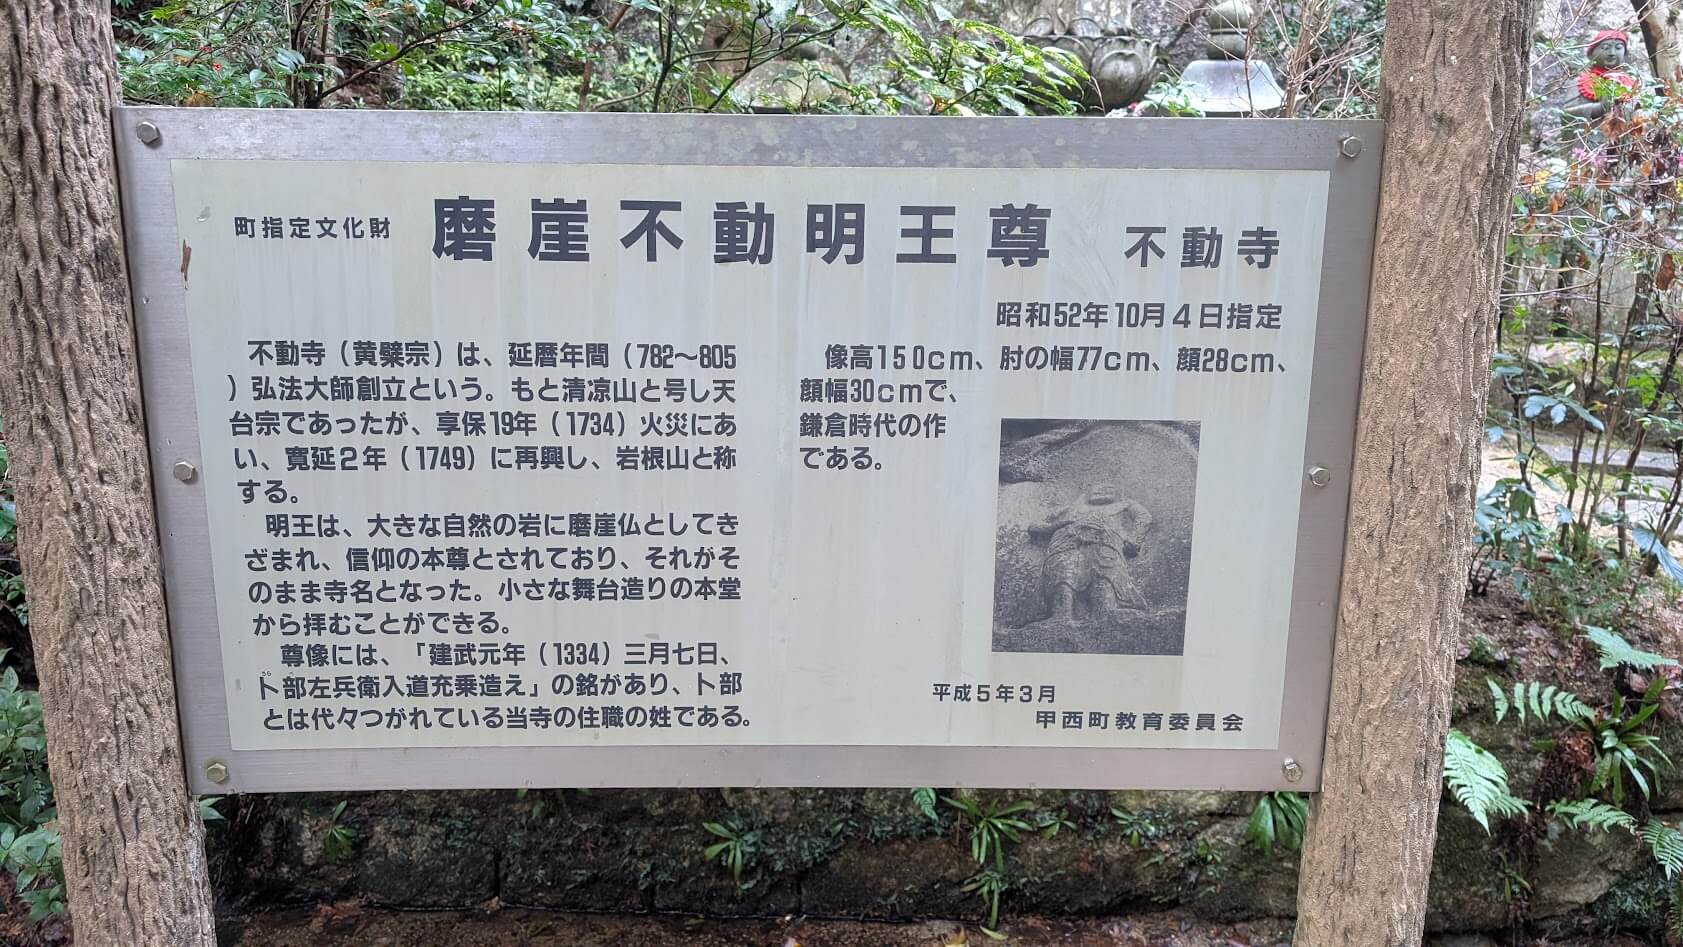 町指定文化財 磨崖不動明王尊 不動寺
昭和52年10月4日指定
不動寺（黄檗宗）は、延暦年間（782〜805
）弘法大師創立という。もと清凉山と号し天
台宗であったが、享保19年（1734）火災にあ
い、寛延2年（1749）に再興し、岩根山と称
する。
明王は、大きな自然の岩に磨崖仏としてき
ざまれ、信仰の本尊とされており、それがそ
のまま寺名となった。小さな舞台造りの本堂
から拝むことができる。
尊像には、「建武元年（1334）三月七日、
卜部左兵衛入道充乗造え」の銘があり、卜部
とは代々つがれている当寺の住職の姓である。
像高150cm、肘の幅77cm、顔28cm、
顔幅30cmで、
鎌倉時代の作
である。
平成5年3月
甲西町教育委員会